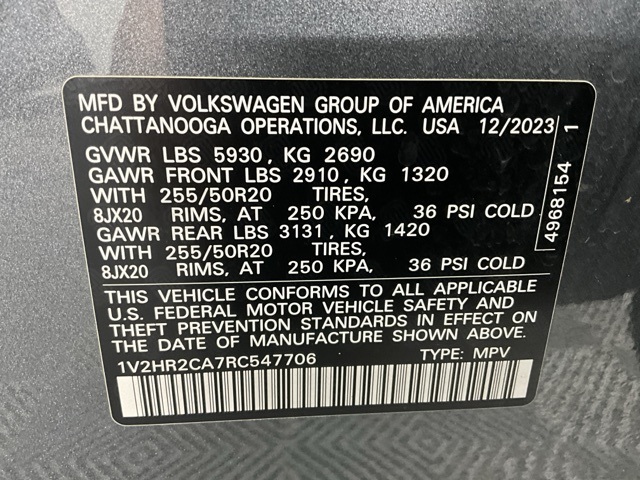 MFD BY VOLKSWAGEN GROUP OF AMERICA
CHATTANOOGA OPERATIONS, LLC. USA 12/2023
GVWR LBS 5930, KG 2690
GAWR FRONT LBS 2910, KG 1320
WITH 255/50R20 TIRES,
8JX20 RIMS, AT 250 KPA, 36 PSI COLD
GAWR REAR LBS 3131, KG 1420
WITH 255/50R20 TIRES,
8JX20 RIMS, AT 250 KPA, 36 PSI COLD
THIS VEHICLE CONFORMS TO ALL APPLICABLE
U.S. FEDERAL MOTOR VEHICLE SAFETY AND
THEFT PREVENTION STANDARDS IN EFFECT ON
THE DATE OF MANUFACTURE SHOWN ABOVE.
1V2HR2CA7RC547706 TYPE: MPV
4968154 1